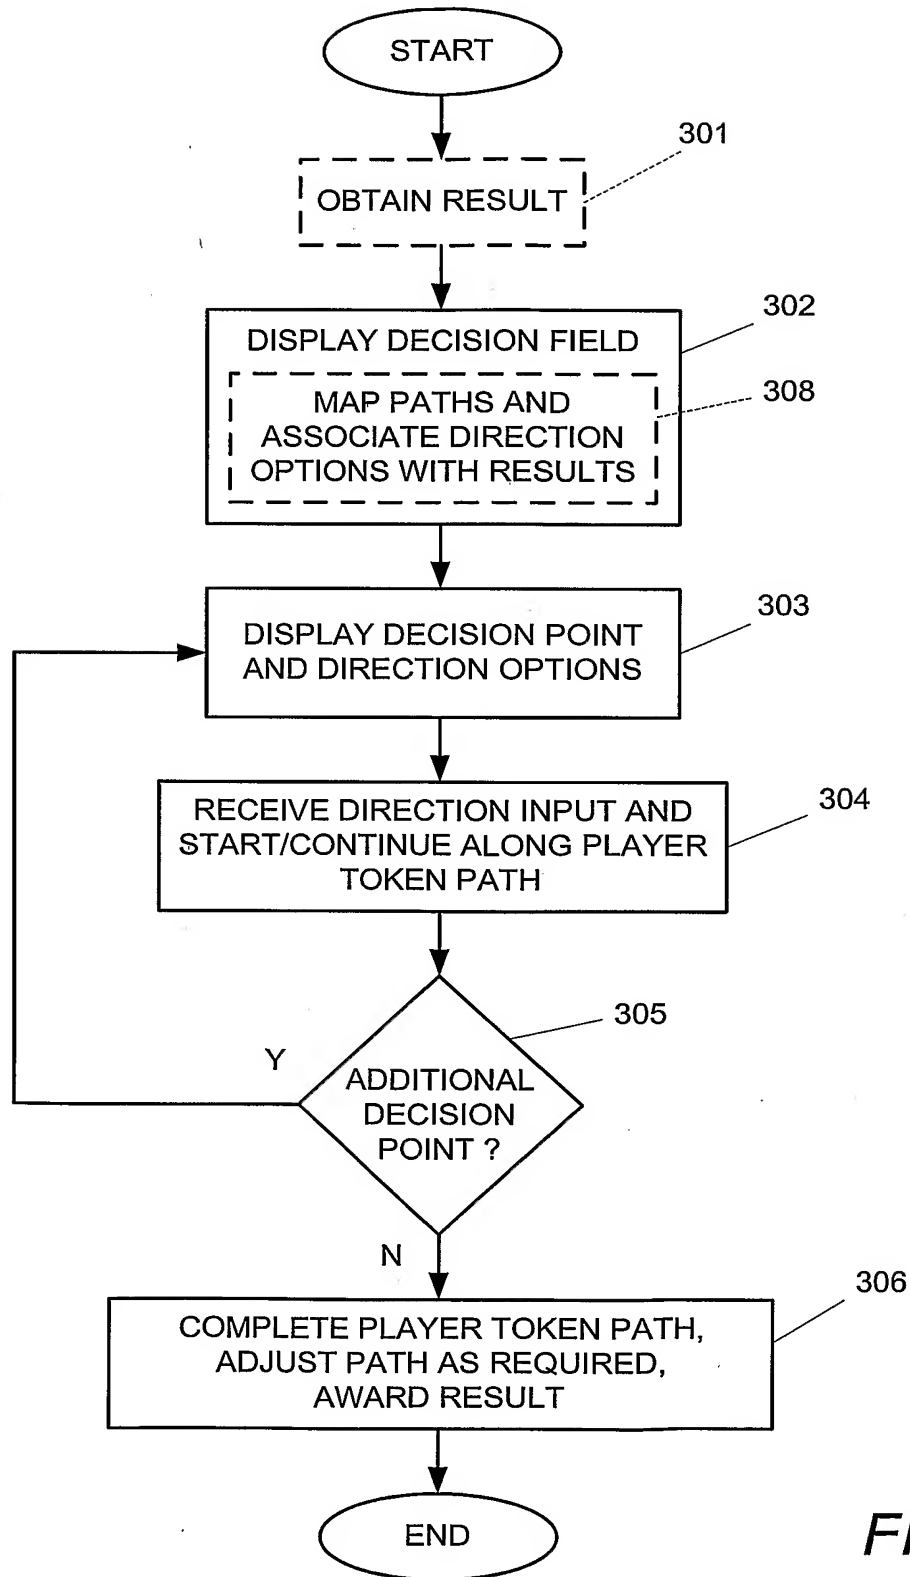 START
301
OBTAIN RESULT
302
DISPLAY DECISION FIELD
308
MAP PATHS AND
ASSOCIATE DIRECTION
OPTIONS WITH RESULTS
303
DISPLAY DECISION POINT
AND DIRECTION OPTIONS
304
RECEIVE DIRECTION INPUT AND
START/CONTINUE ALONG PLAYER
TOKEN PATH
305
Y
ADDITIONAL
DECISION
POINT ?
N
306
COMPLETE PLAYER TOKEN PATH,
ADJUST PATH AS REQUIRED,
AWARD RESULT
END